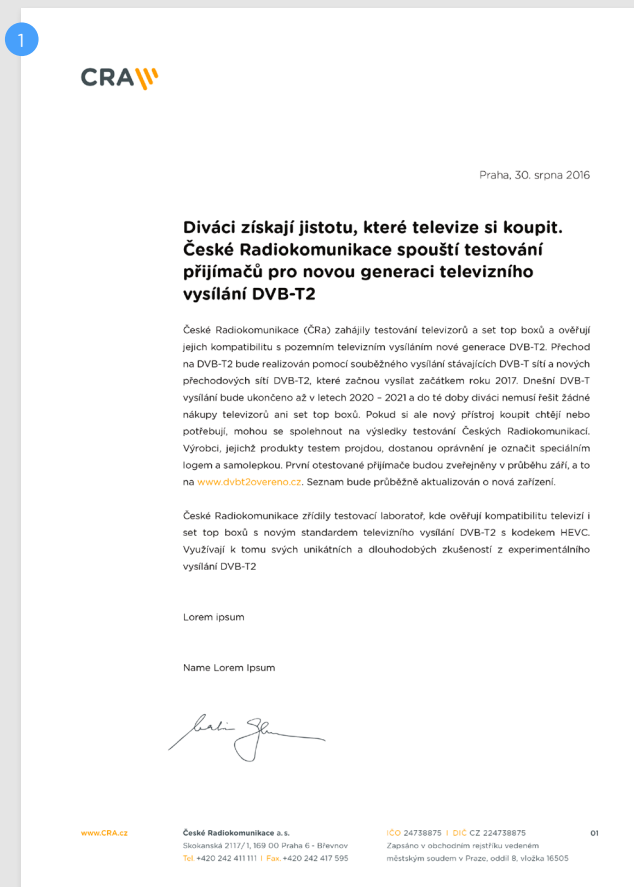 1
CRA
Praha, 30. srpna 2016
Diváci získají jistotu, které televize si koupit.
České Radiokomunikace spouští testování
přijímačů pro novou generaci televizního
vysílání DVB-T2
České Radiokomunikace (ČRa) zahájily testování televizorů a set top boxů a ověřují
jejich kompatibilitu s pozemním televizním vysíláním nové generace DVB-T2. Přechod
na DVB-T2 bude realizován pomocí souběžného vysílání stávajících DVB-T sítí a nových
přechodových sítí DVB-T2, které začnou vysílat začátkem roku 2017. Dnešní DVB-T
vysílání bude ukončeno až v letech 2020 – 2021 a do té doby diváci nemusí řešit žádné
nákupy televizorů ani set top boxů. Pokud si ale nový přístroj koupit chtějí nebo
potřebují, mohou se spolehnout na výsledky testování Českých Radiokomunikací.
Výrobci, jejichž produkty testem projdou, dostanou oprávnění je označit speciálním
logem a samolepkou. První otestované přijímače budou zveřejněny v průběhu září, a to
na www.dvbt2overeno.cz. Seznam bude průběžně aktualizován o nová zařízení.
České Radiokomunikace zřídily testovací laboratoř, kde ověřují kompatibilitu televizí i
set top boxů s novým standardem televizního vysílání DVB-T2 s kodekem HEVC.
Využívají k tomu svých unikátních a dlouhodobých zkušeností z experimentálního
vysílání DVB-T2
Lorem ipsum
Name Lorem Ipsum
www.CRA.cz
České Radiokomunikace a. s.
Skokanská 2117/1, 169 00 Praha 6 - Břevnov
Tel. +420 242 411 111 I Fax. +420 242 417 595
IČO 24738875 I DIČ CZ 224738875
Zapsáno v obchodním rejstříku vedeném
městským soudem v Praze, oddíl 8, vložka 16505
01